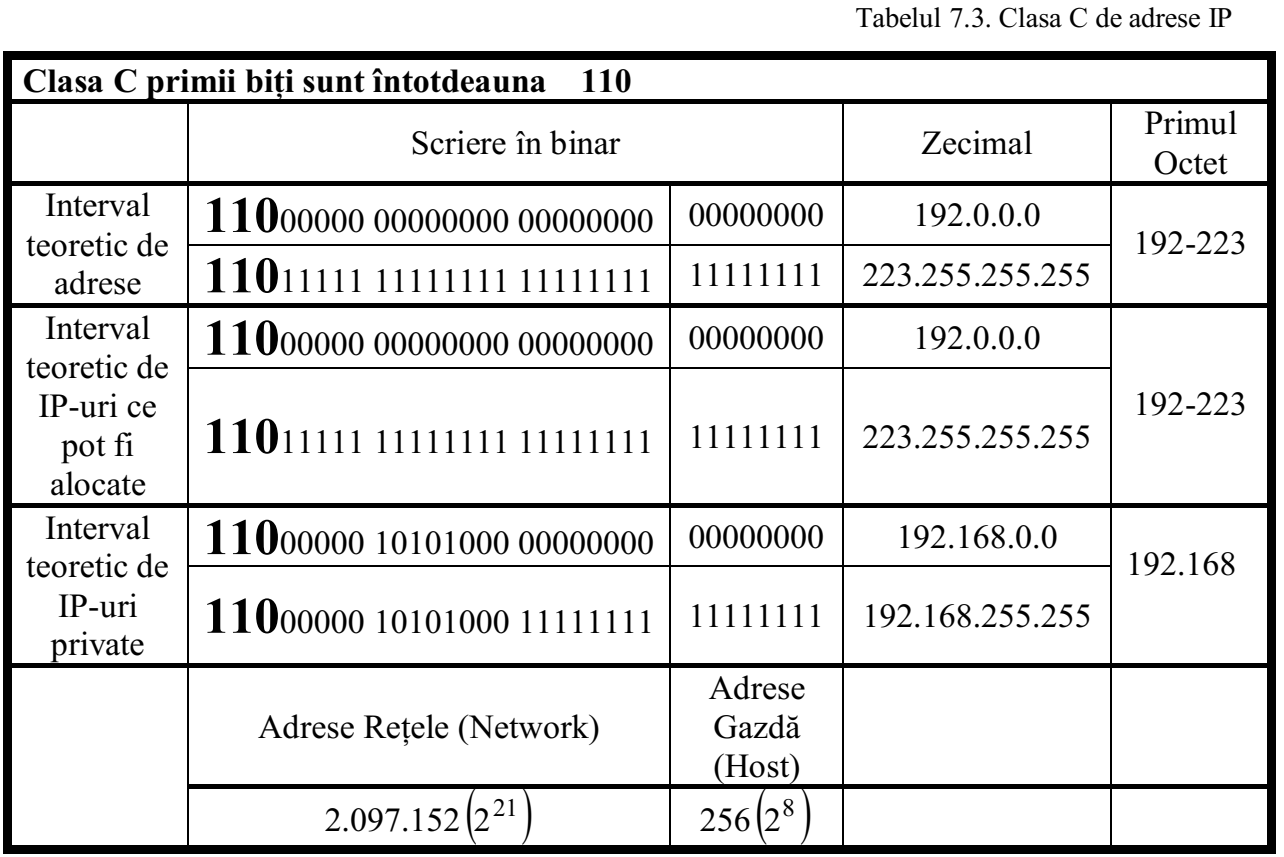 Tabelul 7.3. Clasa C de adrese IP
Clasa C primii biți sunt întotdeauna 110
Scriere în binar
Zecimal
Primul
Octet
Interval
teoretic de
adrese
11000000 00000000 00000000
00000000
192.0.0.0
192-223
11011111 11111111 11111111
11111111
223.255.255.255
Interval
teoretic de
IP-uri ce
pot fi
alocate
11000000 00000000 00000000
00000000
192.0.0.0
192-223
11011111 11111111 11111111
11111111
223.255.255.255
Interval
teoretic de
IP-uri
private
11000000 10101000 00000000
00000000
192.168.0.0
192.168
11000000 10101000 11111111
11111111
192.168.255.255
Adrese Rețele (Network)
Adrese
Gazdă
(Host)
2.097.152(2^21)
256(2^8)